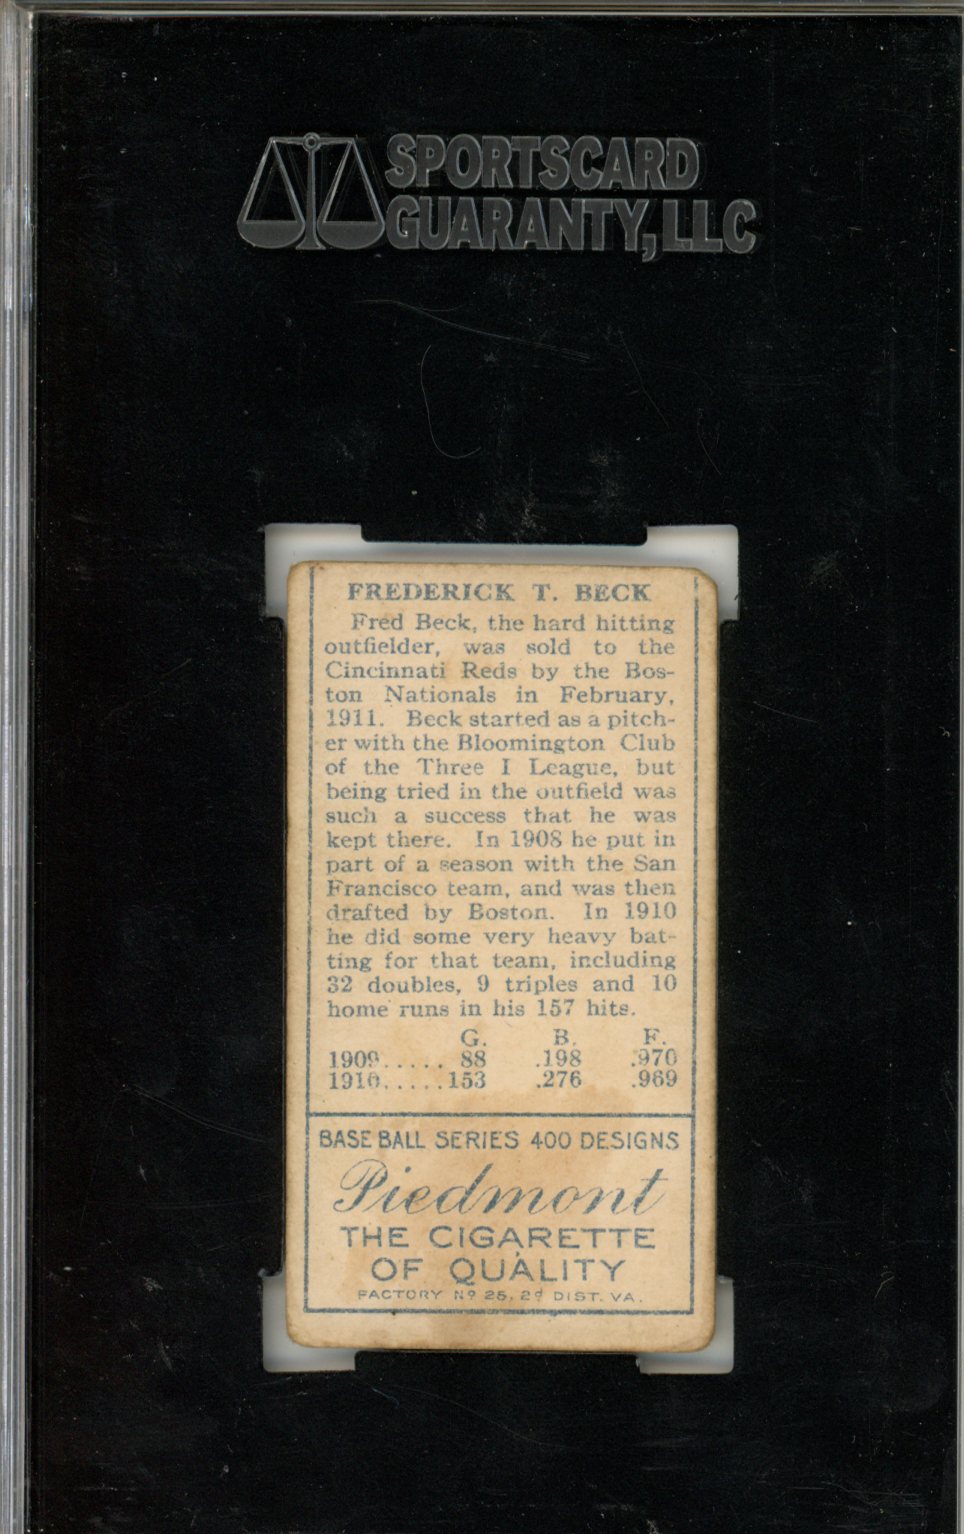 SPORTSCARD
GUARANTY, LLC
FREDERICK T. BECK
Fred Beck, the hard hitting
outfielder, was sold to the
Cincinnati Reds by the Bos-
ton Nationals in February,
1911. Beck started as a pitch-
er with the Bloomington Club
of the Three I League, but
being tried in the outfield was
such a success that he was
kept there. In 1908 he put in
part of a season with the San
Francisco team, and was then
drafted by Boston. In 1910
he did some very heavy bat-
ting for that team, including
32 doubles, 9 triples and 10
home runs in his 157 hits.
G. B. F.
1909...... 88 .198 .970
1910.....153 .276 .969
BASE BALL SERIES 400 DESIGNS
Piedmont
THE CIGARETTE
OF QUALITY
FACTORY Nº 25, 2d DIST. VA.